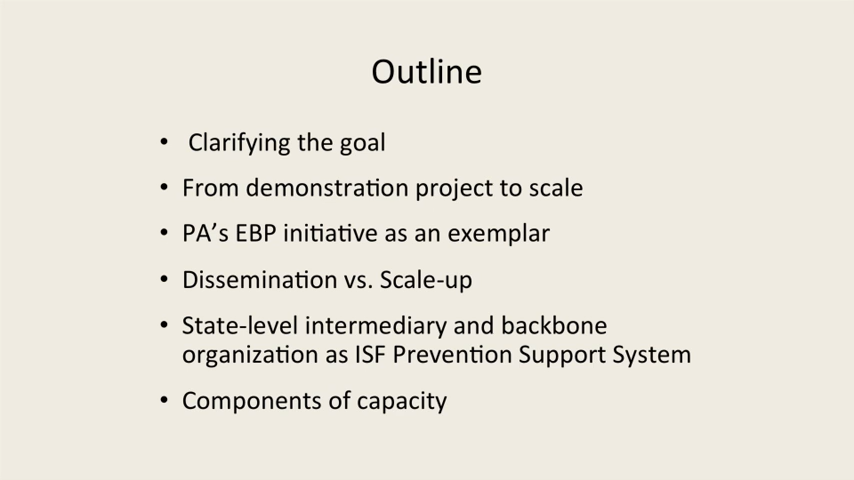 Outline
• Clarifying the goal
• From demonstration project to scale
• PA's EBP initiative as an exemplar
• Dissemination vs. Scale-up
• State-level intermediary and backbone
organization as ISF Prevention Support System
• Components of capacity